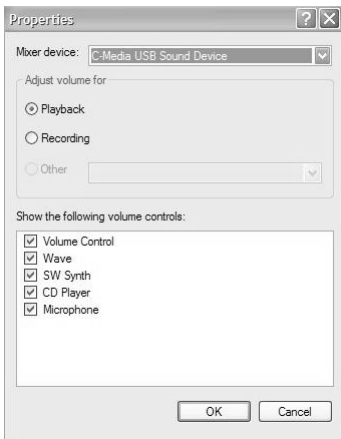 Properties
Mixer device: C-Media USB Sound Device
Adjust volume for
Playback
Recording
Other
Show the following volume controls:
Volume Control
Wave
SW Synth
CD Player
Microphone
OK Cancel